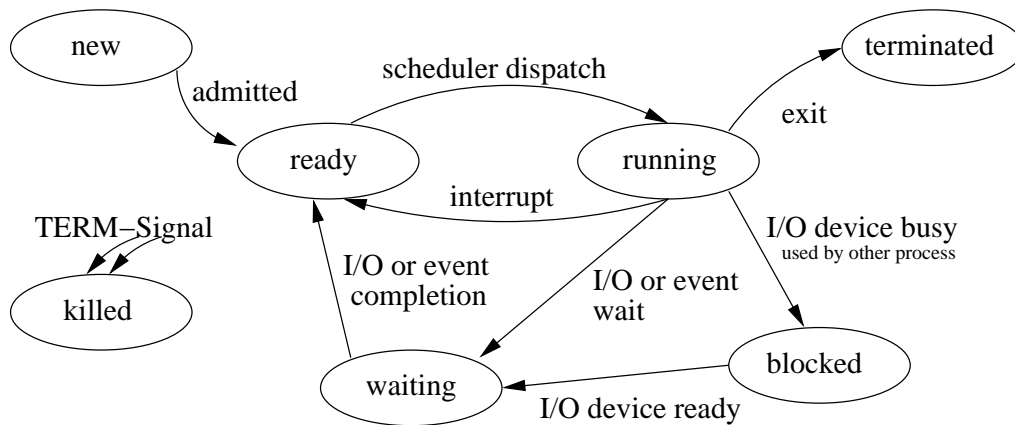 new
terminated
scheduler dispatch
admitted
exit
ready
running
interrupt
TERM–Signal
I/O device busy
used by other process
I/O or event
completion
I/O or event
wait
killed
waiting
blocked
I/O device ready